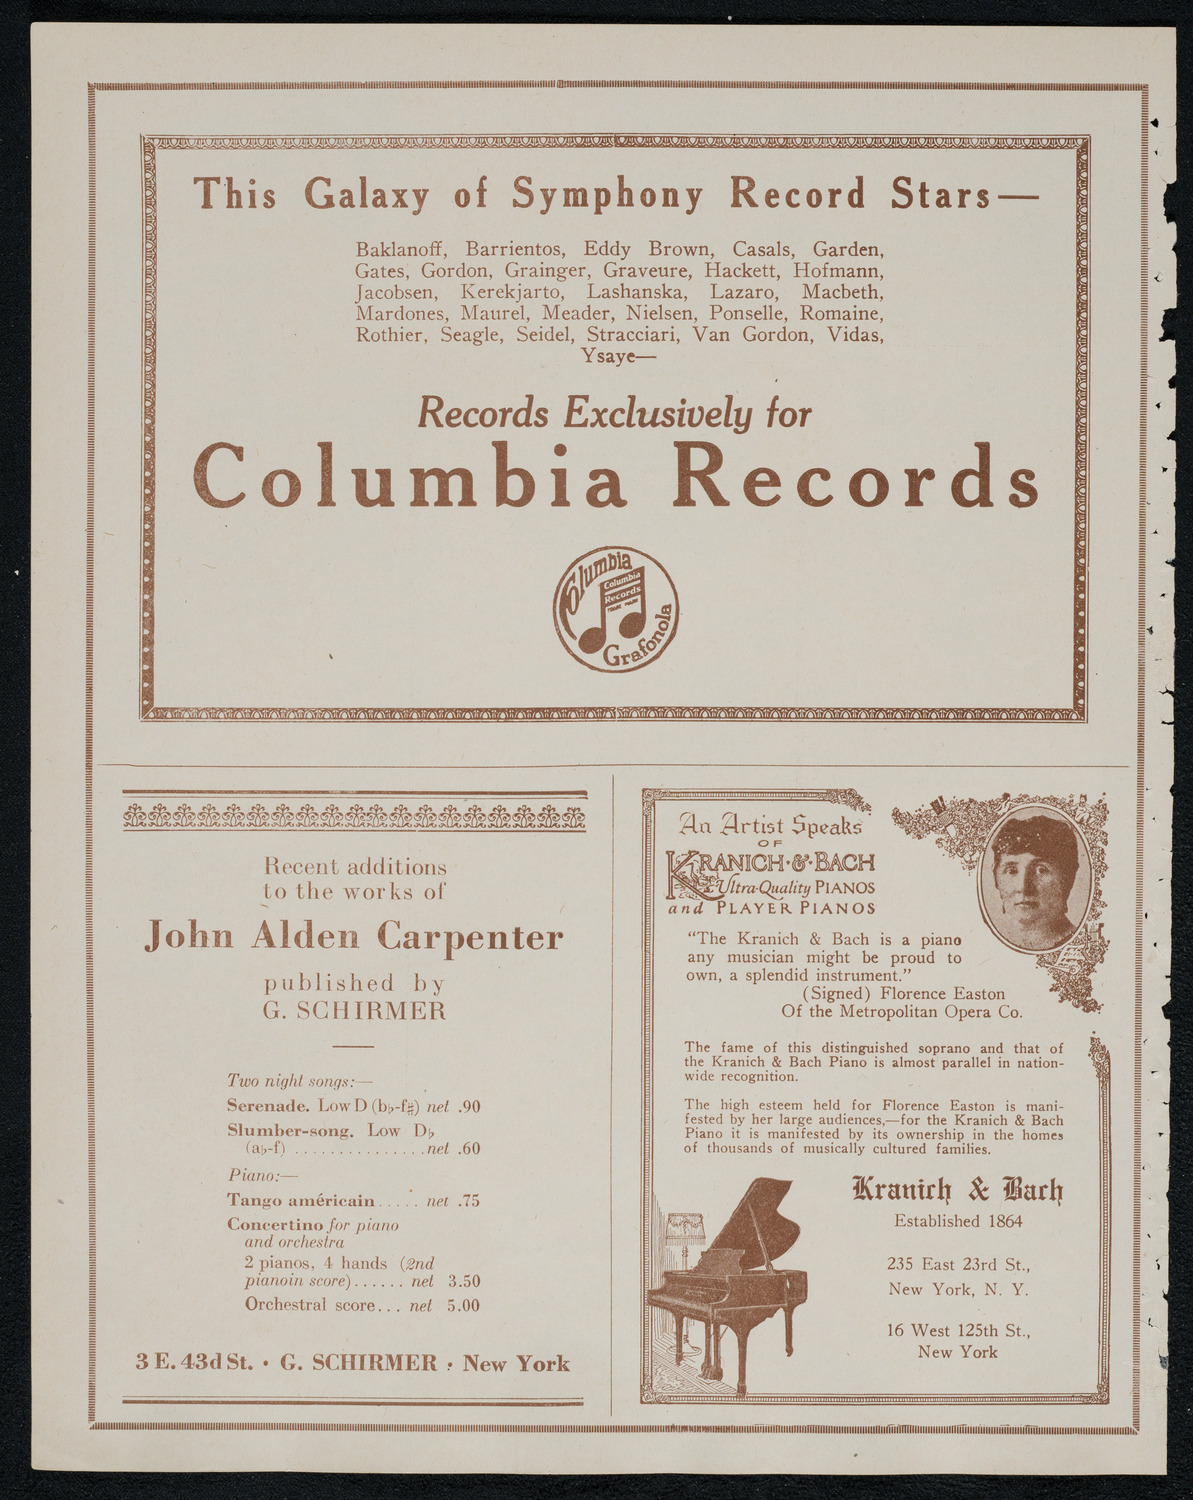 This Galaxy of Symphony Record Stars—
Baklanoff, Barrientos, Eddy Brown, Casals, Garden,
Gates, Gordon, Grainger, Graveure, Hackett, Hofmann,
Jacobsen, Kerekjarto, Lashanska, Lazaro, Macbeth,
Mardones, Maurel, Meader, Nielsen, Ponselle, Romaine,
Rothier, Seagle, Seidel, Stracciari, Van Gordon, Vidas,
Ysaye—
Records Exclusively for
Columbia Records
Columbia
Columbia
Records
TRADE MARK
Grafonola
Recent additions
to the works of
John Alden Carpenter
published by
G. SCHIRMER
Two night songs:—
Serenade. Low D (b♭-f♯) net .90
Slumber-song. Low D♭
(a♭-f) ...............net .60
Piano:—
Tango américain..... net .75
Concertino for piano
and orchestra
2 pianos, 4 hands (2nd
pianoin score)...... net 3.50
Orchestral score... net 5.00
3 E. 43d St. · G. SCHIRMER · New York
An Artist Speaks
OF
KRANICH·&·BACH
Ultra-Quality PIANOS
and PLAYER PIANOS
“The Kranich & Bach is a piano
any musician might be proud to
own, a splendid instrument.”
(Signed) Florence Easton
Of the Metropolitan Opera Co.
The fame of this distinguished soprano and that of
the Kranich & Bach Piano is almost parallel in nation-
wide recognition.
The high esteem held for Florence Easton is mani-
fested by her large audiences,—for the Kranich & Bach
Piano it is manifested by its ownership in the homes
of thousands of musically cultured families.
Kranich & Bach
Established 1864
235 East 23rd St.,
New York, N. Y.
16 West 125th St.,
New York